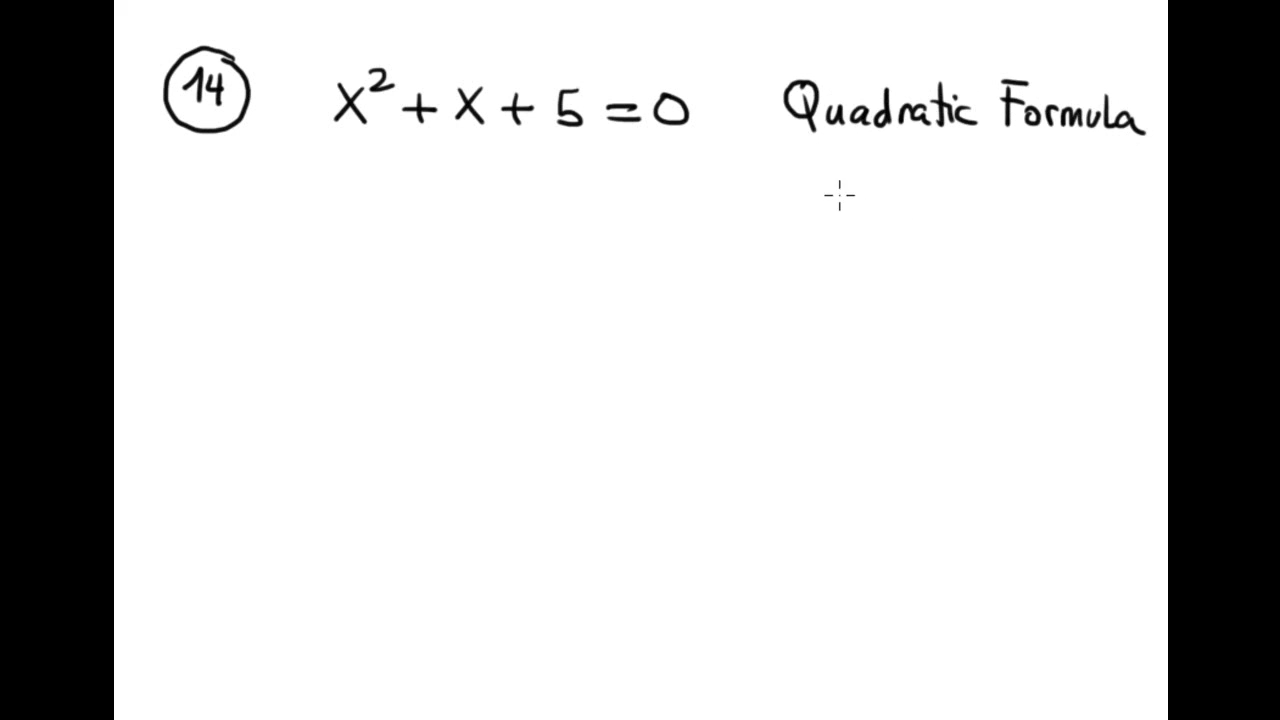 14 x² + x + 5 = 0 Quadratic Formula